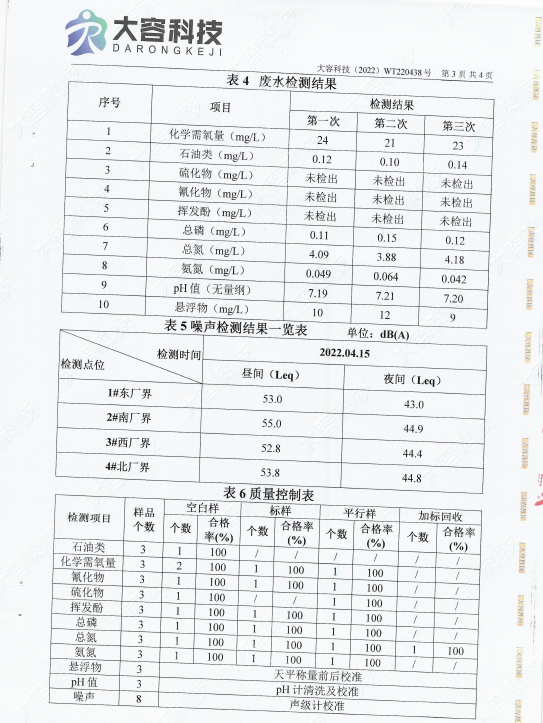 大容科技
DARONGKEJI
大容科技（2022）WT220438号 第 3 页 共 4 页
表 4 废水检测结果
序号 项目 检测结果
第一次 第二次 第三次
1 化学需氧量（mg/L） 24 21 23
2 石油类（mg/L） 0.12 0.10 0.14
3 硫化物（mg/L） 未检出 未检出 未检出
4 氰化物（mg/L） 未检出 未检出 未检出
5 挥发酚（mg/L） 未检出 未检出 未检出
6 总磷（mg/L） 0.11 0.15 0.12
7 总氮（mg/L） 4.09 3.88 4.18
8 氨氮（mg/L） 0.049 0.064 0.042
9 pH 值（无量纲） 7.19 7.21 7.20
10 悬浮物（mg/L） 10 12 9
表 5 噪声检测结果一览表 单位：dB(A)
检测时间 2022.04.15
检测点位 昼间（Leq） 夜间（Leq）
1#东厂界 53.0 43.0
2#南厂界 55.0 44.9
3#西厂界 52.8 44.4
4#北厂界 53.8 44.8
表 6 质量控制表
检测项目 样品个数 空白样 标样 平行样 加标回收
个数 合格率(%) 个数 合格率(%) 个数 合格率(%) 个数 合格率(%)
石油类 3 1 100 / / / / / /
化学需氧量 3 2 100 1 100 1 100 / /
氰化物 3 1 100 1 100 1 100 / /
硫化物 3 1 100 / / 1 100 / /
挥发酚 3 1 100 1 100 1 100 / /
总磷 3 1 100 1 100 1 100 / /
总氮 3 1 100 1 100 1 100 1 100
氨氮 3 1 100 1 100 1 100 / /
悬浮物 3 天平称量前后校准
pH 值 3 pH 计清洗及校准
噪声 8 声级计校准